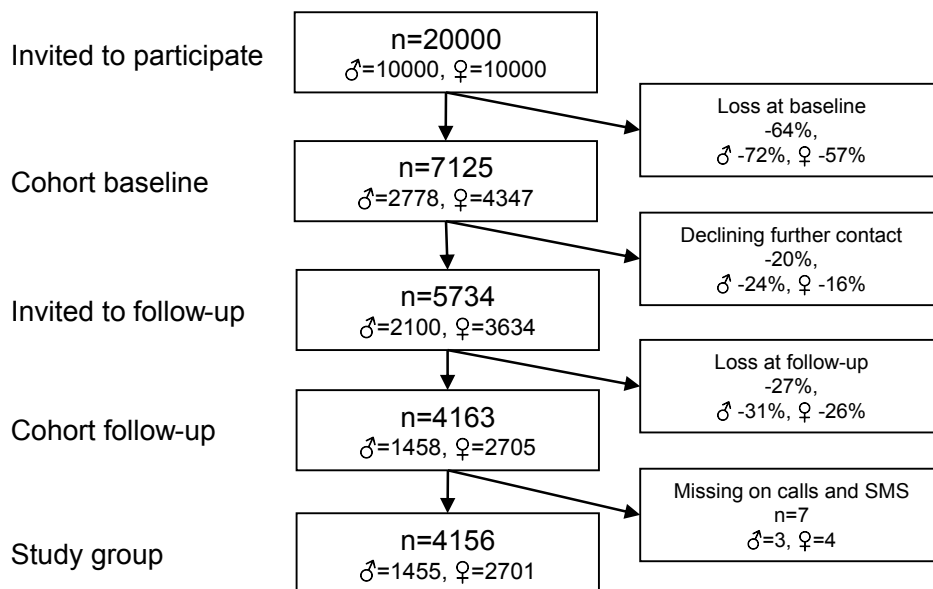 Invited to participate
n=20000
♂=10000, ♀=10000
Loss at baseline
-64%,
♂ -72%, ♀ -57%
Cohort baseline
n=7125
♂=2778, ♀=4347
Declining further contact
-20%,
♂ -24%, ♀ -16%
Invited to follow-up
n=5734
♂=2100, ♀=3634
Loss at follow-up
-27%,
♂ -31%, ♀ -26%
Cohort follow-up
n=4163
♂=1458, ♀=2705
Missing on calls and SMS
n=7
♂=3, ♀=4
Study group
n=4156
♂=1455, ♀=2701